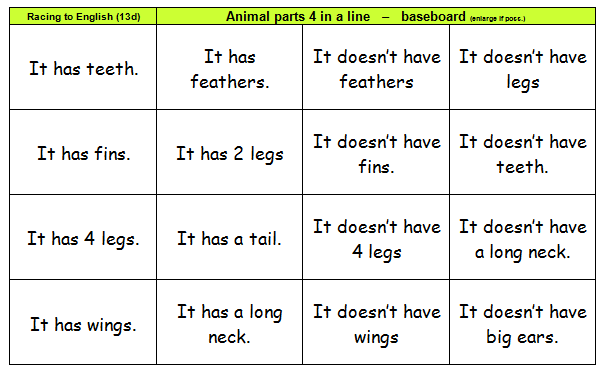 Racing to English (13d)
Animal parts 4 in a line – baseboard (enlarge if poss.)
It has teeth.
It has
feathers.
It doesn't have
feathers
It doesn't have
legs
It has fins.
It has 2 legs
It doesn't have
fins.
It doesn't have
teeth.
It has 4 legs.
It has a tail.
It doesn't have
4 legs
It doesn't have
a long neck.
It has wings.
It has a long
neck.
It doesn't have
wings
It doesn't have
big ears.